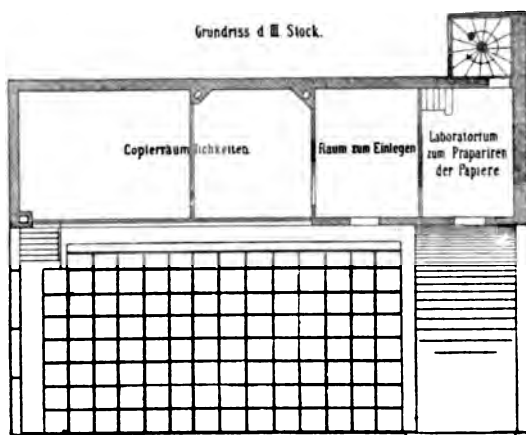 Grundriss d III Stock.
Copierräumlichkeiten.
Raum zum Einlegen
Laboratorium
zum Präpariren
der Papiere